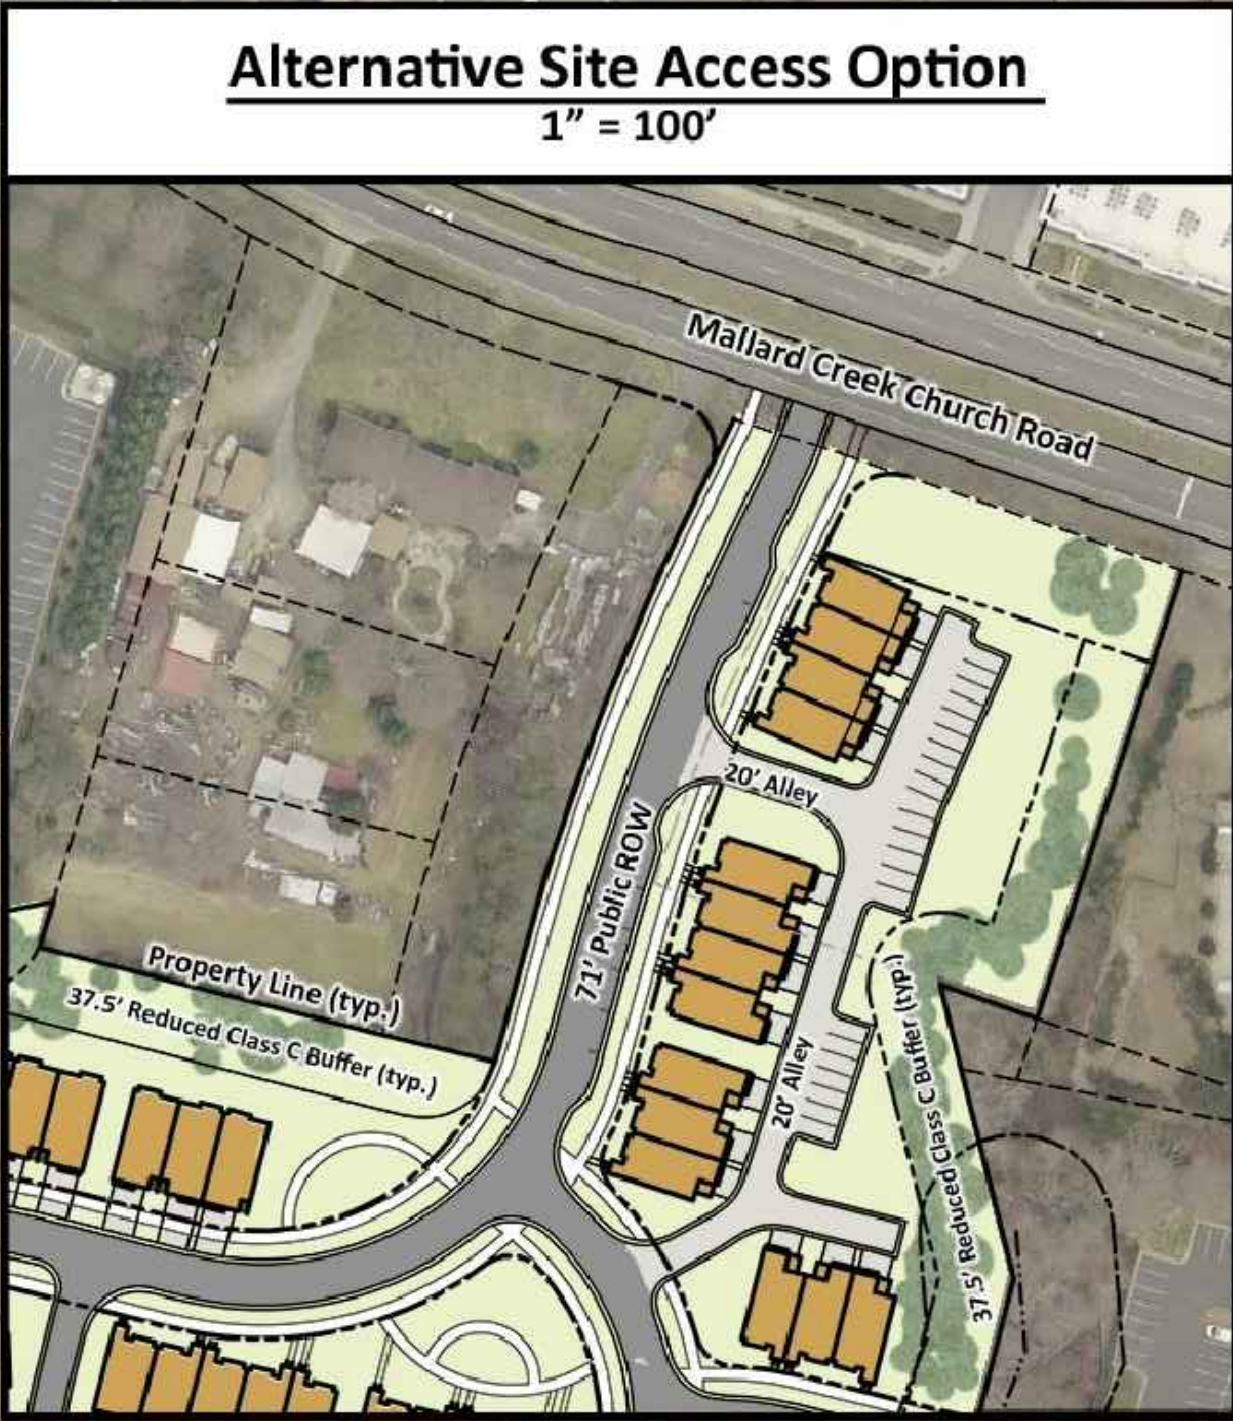 Alternative Site Access Option
1” = 100’
Mallard Creek Church Road
20’ Alley
71’ Public ROW
Property Line (typ.)
37.5’ Reduced Class C Buffer (typ.)
20’ Alley
37.5’ Reduced Class C Buffer (typ.)